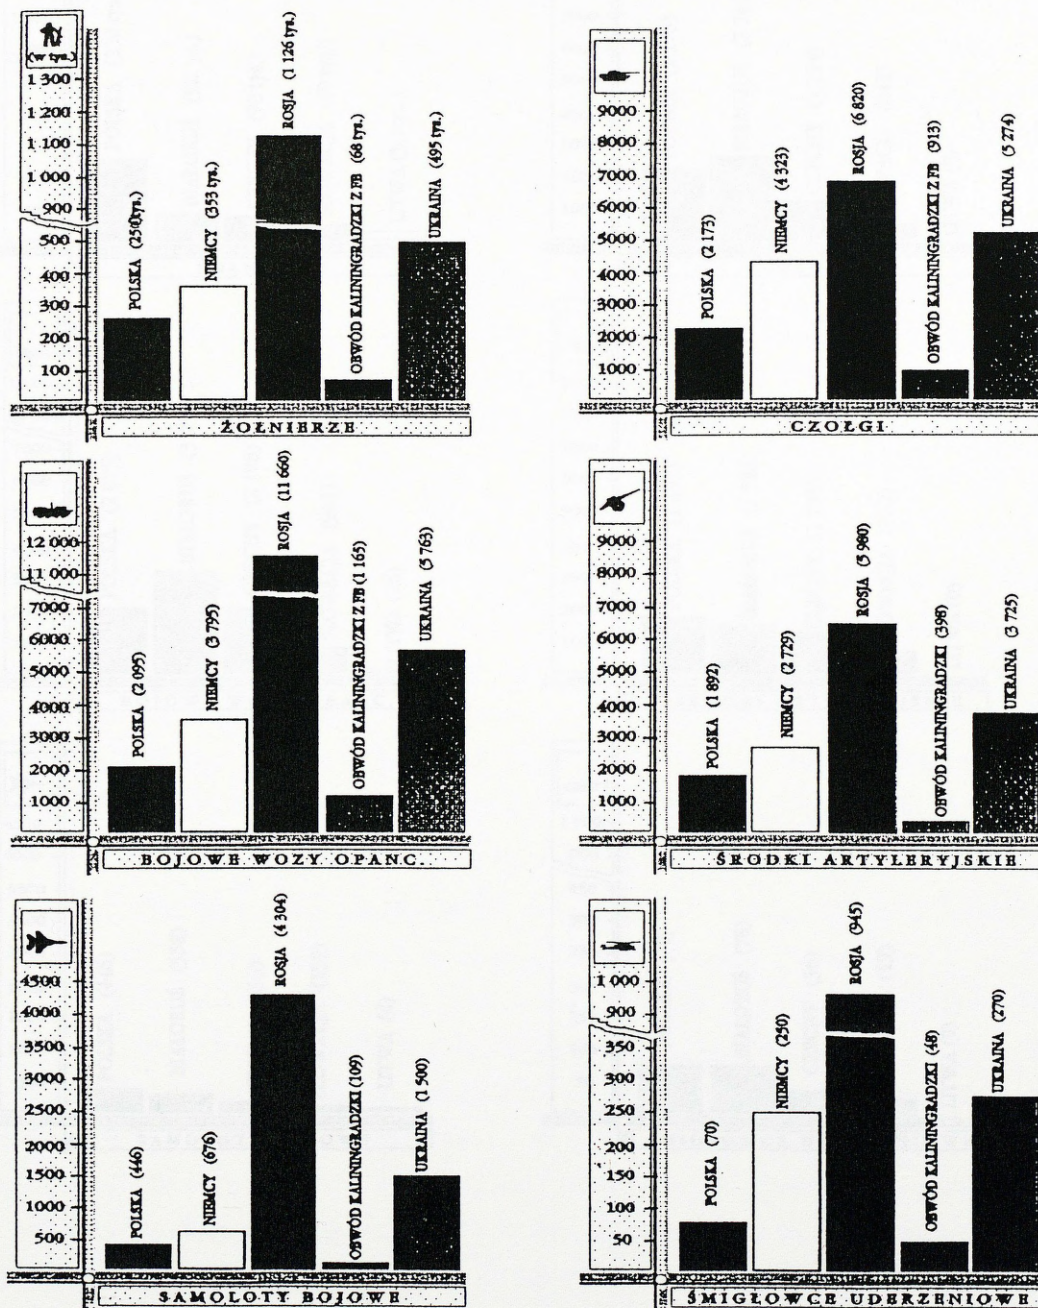 (w tys.)
1 300
1 200
1 100
1 000
900
500
400
300
200
100
POLSKA (250tys.)
NIEMCY (353 tys.)
ROSJA (1 126 tys.)
OBWÓD KALININGRADZKI Z FB (68 tys.)
UKRAINA (495 tys.)
ŻOŁNIERZE
9000
8000
7000
6000
5000
4000
3000
2000
1000
POLSKA (2 173)
NIEMCY (4 323)
ROSJA (6 820)
OBWÓD KALININGRADZKI Z FB (913)
UKRAINA (5 274)
CZOŁGI
12 000
11 000
7000
6000
5000
4000
3000
2000
1000
POLSKA (2 095)
NIEMCY (3 795)
ROSJA (11 660)
OBWÓD KALININGRADZKI Z FB (1 165)
UKRAINA (5 763)
BOJOWE WOZY OPANC.
9000
8000
7000
6000
5000
4000
3000
2000
1000
POLSKA (1 892)
NIEMCY (2 729)
ROSJA (5 980)
OBWÓD KALININGRADZKI (398)
UKRAINA (3 725)
ŚRODKI ARTYLERYJSKIE
4500
4000
3500
3000
2500
2000
1500
1000
500
POLSKA (446)
NIEMCY (676)
ROSJA (4 304)
OBWÓD KALININGRADZKI (109)
UKRAINA (1 500)
SAMOLOTY BOJOWE
1 000
900
350
300
250
200
150
100
50
POLSKA (70)
NIEMCY (250)
ROSJA (945)
OBWÓD KALININGRADZKI (48)
UKRAINA (270)
ŚMIGŁOWCE UDERZENIOWE